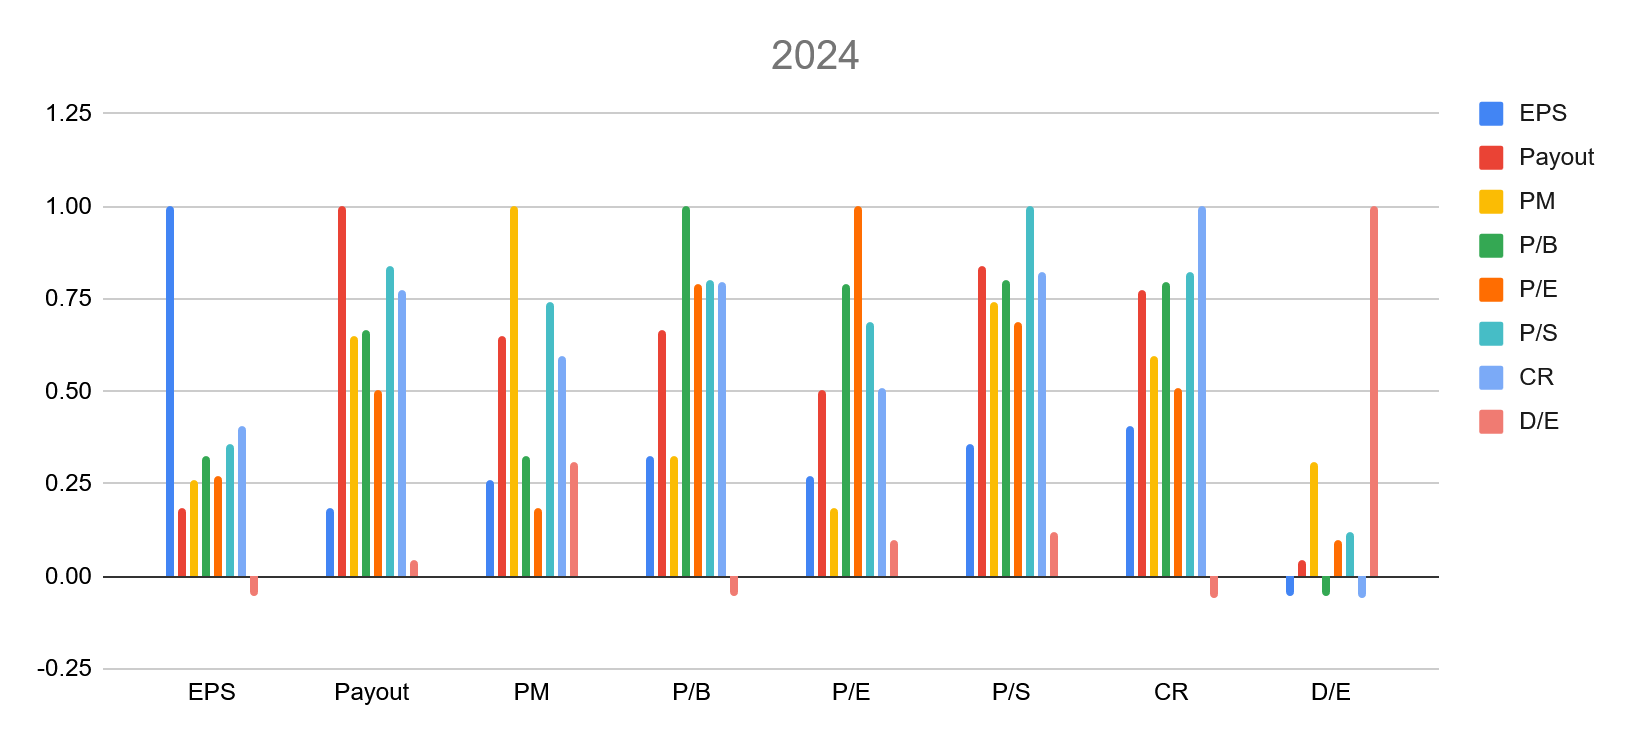 2024
1.25
1.00
0.75
0.50
0.25
0.00
-0.25
EPS
Payout
PM
P/B
P/E
P/S
CR
D/E
EPS
Payout
PM
P/B
P/E
P/S
CR
D/E